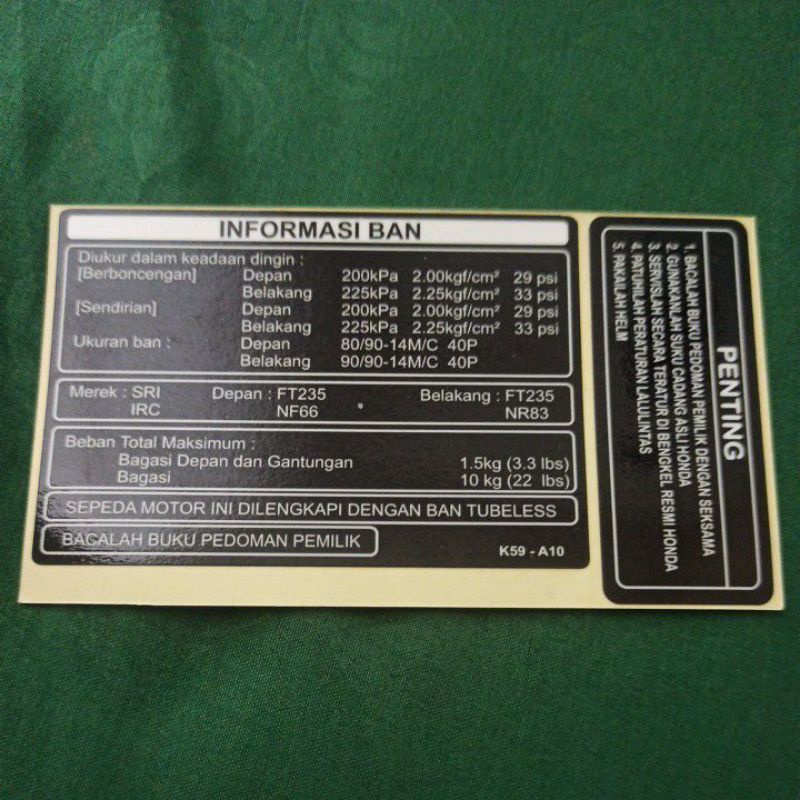 INFORMASI BAN
Diukur dalam keadaan dingin :
[Berboncengan] Depan 200kPa 2.00kgf/cm² 29 psi
Belakang 225kPa 2.25kgf/cm² 33 psi
[Sendirian] Depan 200kPa 2.00kgf/cm² 29 psi
Belakang 225kPa 2.25kgf/cm² 33 psi
Ukuran ban : Depan 80/90-14M/C 40P
Belakang 90/90-14M/C 40P
Merek : SRI Depan : FT235 Belakang : FT235
IRC NF66 NR83
Beban Total Maksimum :
Bagasi Depan dan Gantungan 1.5kg (3.3 lbs)
Bagasi 10 kg (22 lbs)
SEPEDA MOTOR INI DILENGKAPI DENGAN BAN TUBELESS
BACALAH BUKU PEDOMAN PEMILIK
K59 - A10
PENTING
1. BACALAH BUKU PEDOMAN PEMILIK DENGAN SEKSAMA
2. GUNAKANLAH SUKU CADANG ASLI HONDA
3. SERVISLAH SECARA TERATUR DI BENGKEL RESMI HONDA
4. PATUHILAH PERATURAN LALULINTAS
5. PAKAILAH HELM